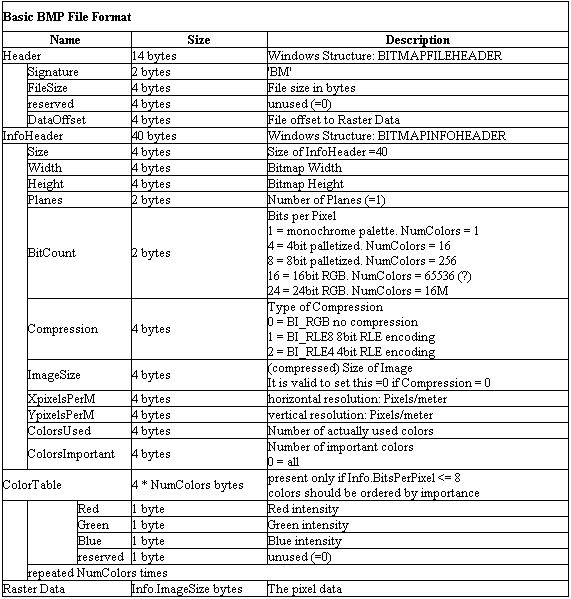 Basic BMP File Format
Name Size Description
Header 14 bytes Windows Structure: BITMAPFILEHEADER
Signature 2 bytes 'BM'
FileSize 4 bytes File size in bytes
reserved 4 bytes unused (=0)
DataOffset 4 bytes File offset to Raster Data
InfoHeader 40 bytes Windows Structure: BITMAPINFOHEADER
Size 4 bytes Size of InfoHeader =40
Width 4 bytes Bitmap Width
Height 4 bytes Bitmap Height
Planes 2 bytes Number of Planes (=1)
BitCount 2 bytes Bits per Pixel
1 = monochrome palette. NumColors = 1
4 = 4bit palletized. NumColors = 16
8 = 8bit palletized. NumColors = 256
16 = 16bit RGB. NumColors = 65536 (?)
24 = 24bit RGB. NumColors = 16M
Compression 4 bytes Type of Compression
0 = BI_RGB no compression
1 = BI_RLE8 8bit RLE encoding
2 = BI_RLE4 4bit RLE encoding
ImageSize 4 bytes (compressed) Size of Image
It is valid to set this =0 if Compression = 0
XpixelsPerM 4 bytes horizontal resolution: Pixels/meter
YpixelsPerM 4 bytes vertical resolution: Pixels/meter
ColorsUsed 4 bytes Number of actually used colors
ColorsImportant 4 bytes Number of important colors
0 = all
ColorTable 4 * NumColors bytes present only if Info.BitsPerPixel <= 8
colors should be ordered by importance
Red 1 byte Red intensity
Green 1 byte Green intensity
Blue 1 byte Blue intensity
reserved 1 byte unused (=0)
repeated NumColors times
Raster Data Info.ImageSize bytes The pixel data